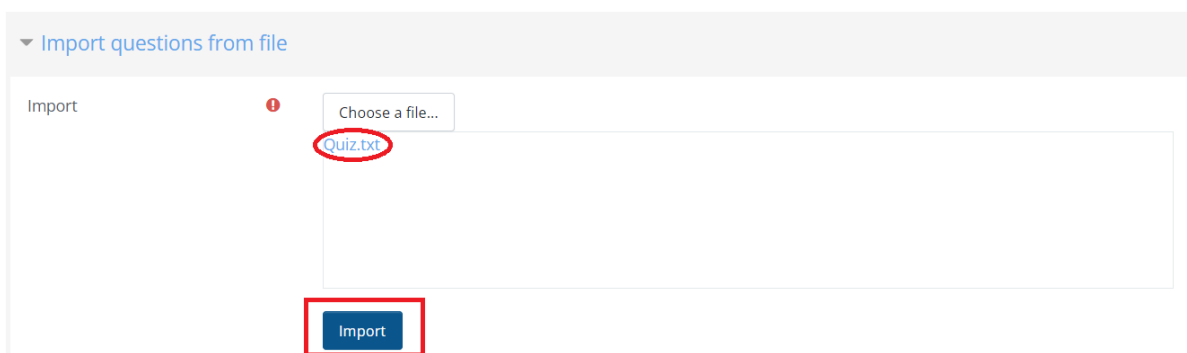 Import questions from file
Import
Choose a file...
Quiz.txt
Import